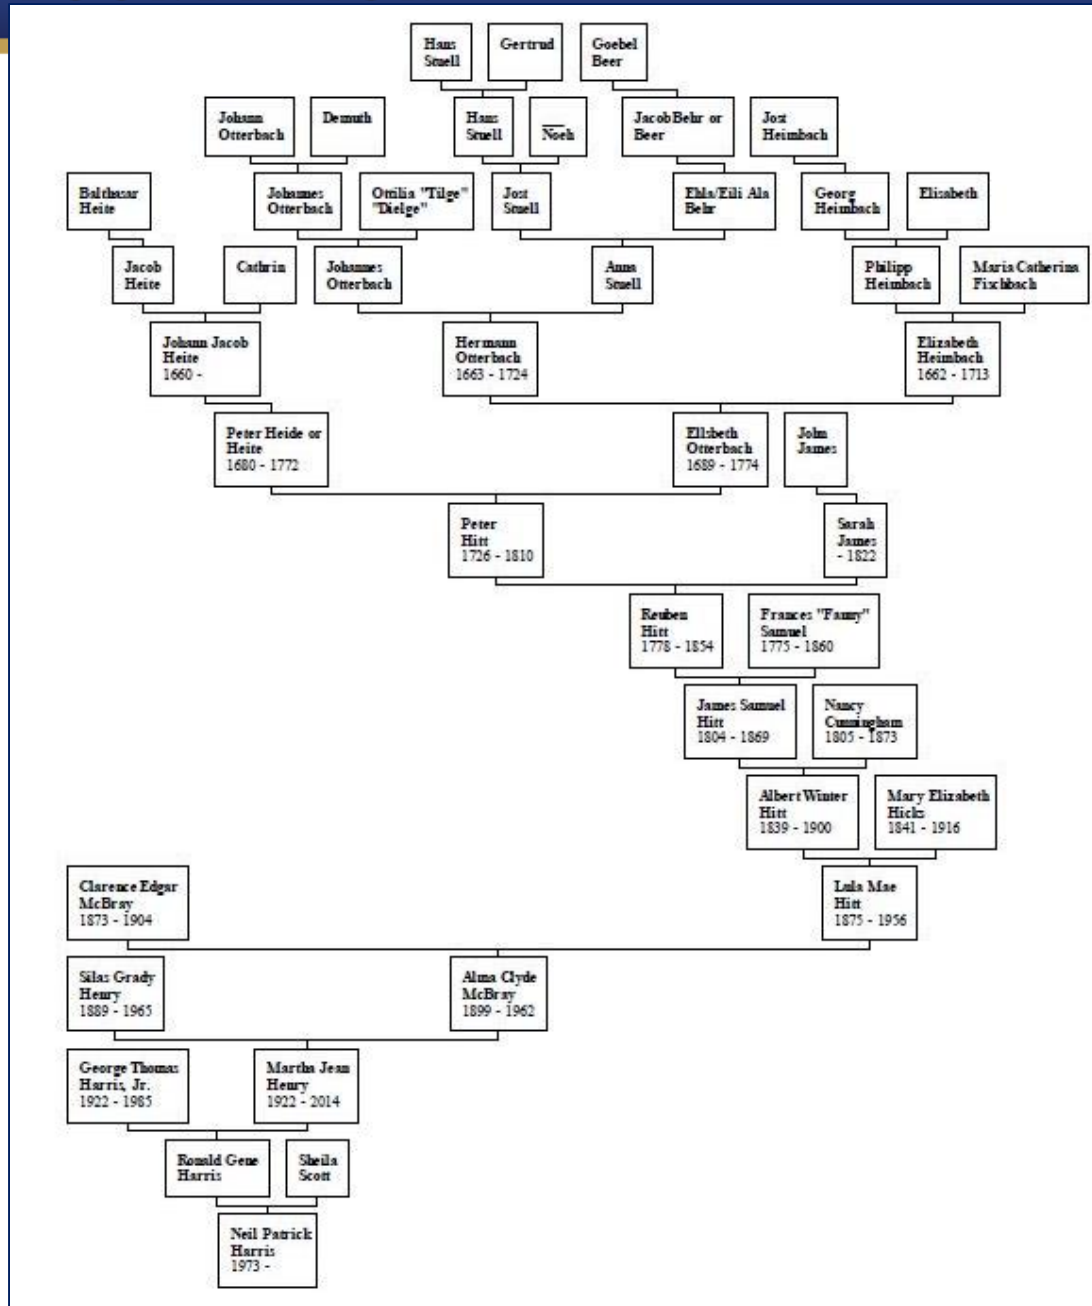 Hans
Stuell
Gertrud
Goebel
Beer
Johann
Otterbach
Demuth
Hans
Stuell
Noeh
Jacob Behr or
Beer
Jost
Heimbach
Balthasar
Heite
Johannes
Otterbach
Ottilia "Tilge"
"Dielge"
Jost
Stuell
Ehla/Eili Ala
Behr
Georg
Heimbach
Elisabeth
Jacob
Heite
Cathrin
Johannes
Otterbach
Anna
Stuell
Philipp
Heimbach
Maria Catherina
Fischbach
Johann Jacob
Heite
1660 -
Hermann
Otterbach
1663 - 1724
Elizabeth
Heimbach
1662 - 1713
Peter Heide or
Heite
1680 - 1772
Elsbeth
Otterbach
1689 - 1774
John
James
Peter
Hitt
1726 - 1810
Sarah
James
- 1822
Reuben
Hitt
1778 - 1854
Frances "Fanny"
Samuel
1775 - 1860
James Samuel
Hitt
1804 - 1869
Nancy
Cunningham
1805 - 1873
Albert Winter
Hitt
1839 - 1900
Mary Elizabeth
Hicks
1841 - 1916
Clarence Edgar
McBray
1873 - 1904
Lula Mae
Hitt
1875 - 1956
Silas Grady
Henry
1889 - 1965
Alma Clyde
McBray
1899 - 1962
George Thomas
Harris, Jr.
1922 - 1985
Martha Jean
Henry
1922 - 2014
Ronald Gene
Harris
Sheila
Scott
Neil Patrick
Harris
1973 -